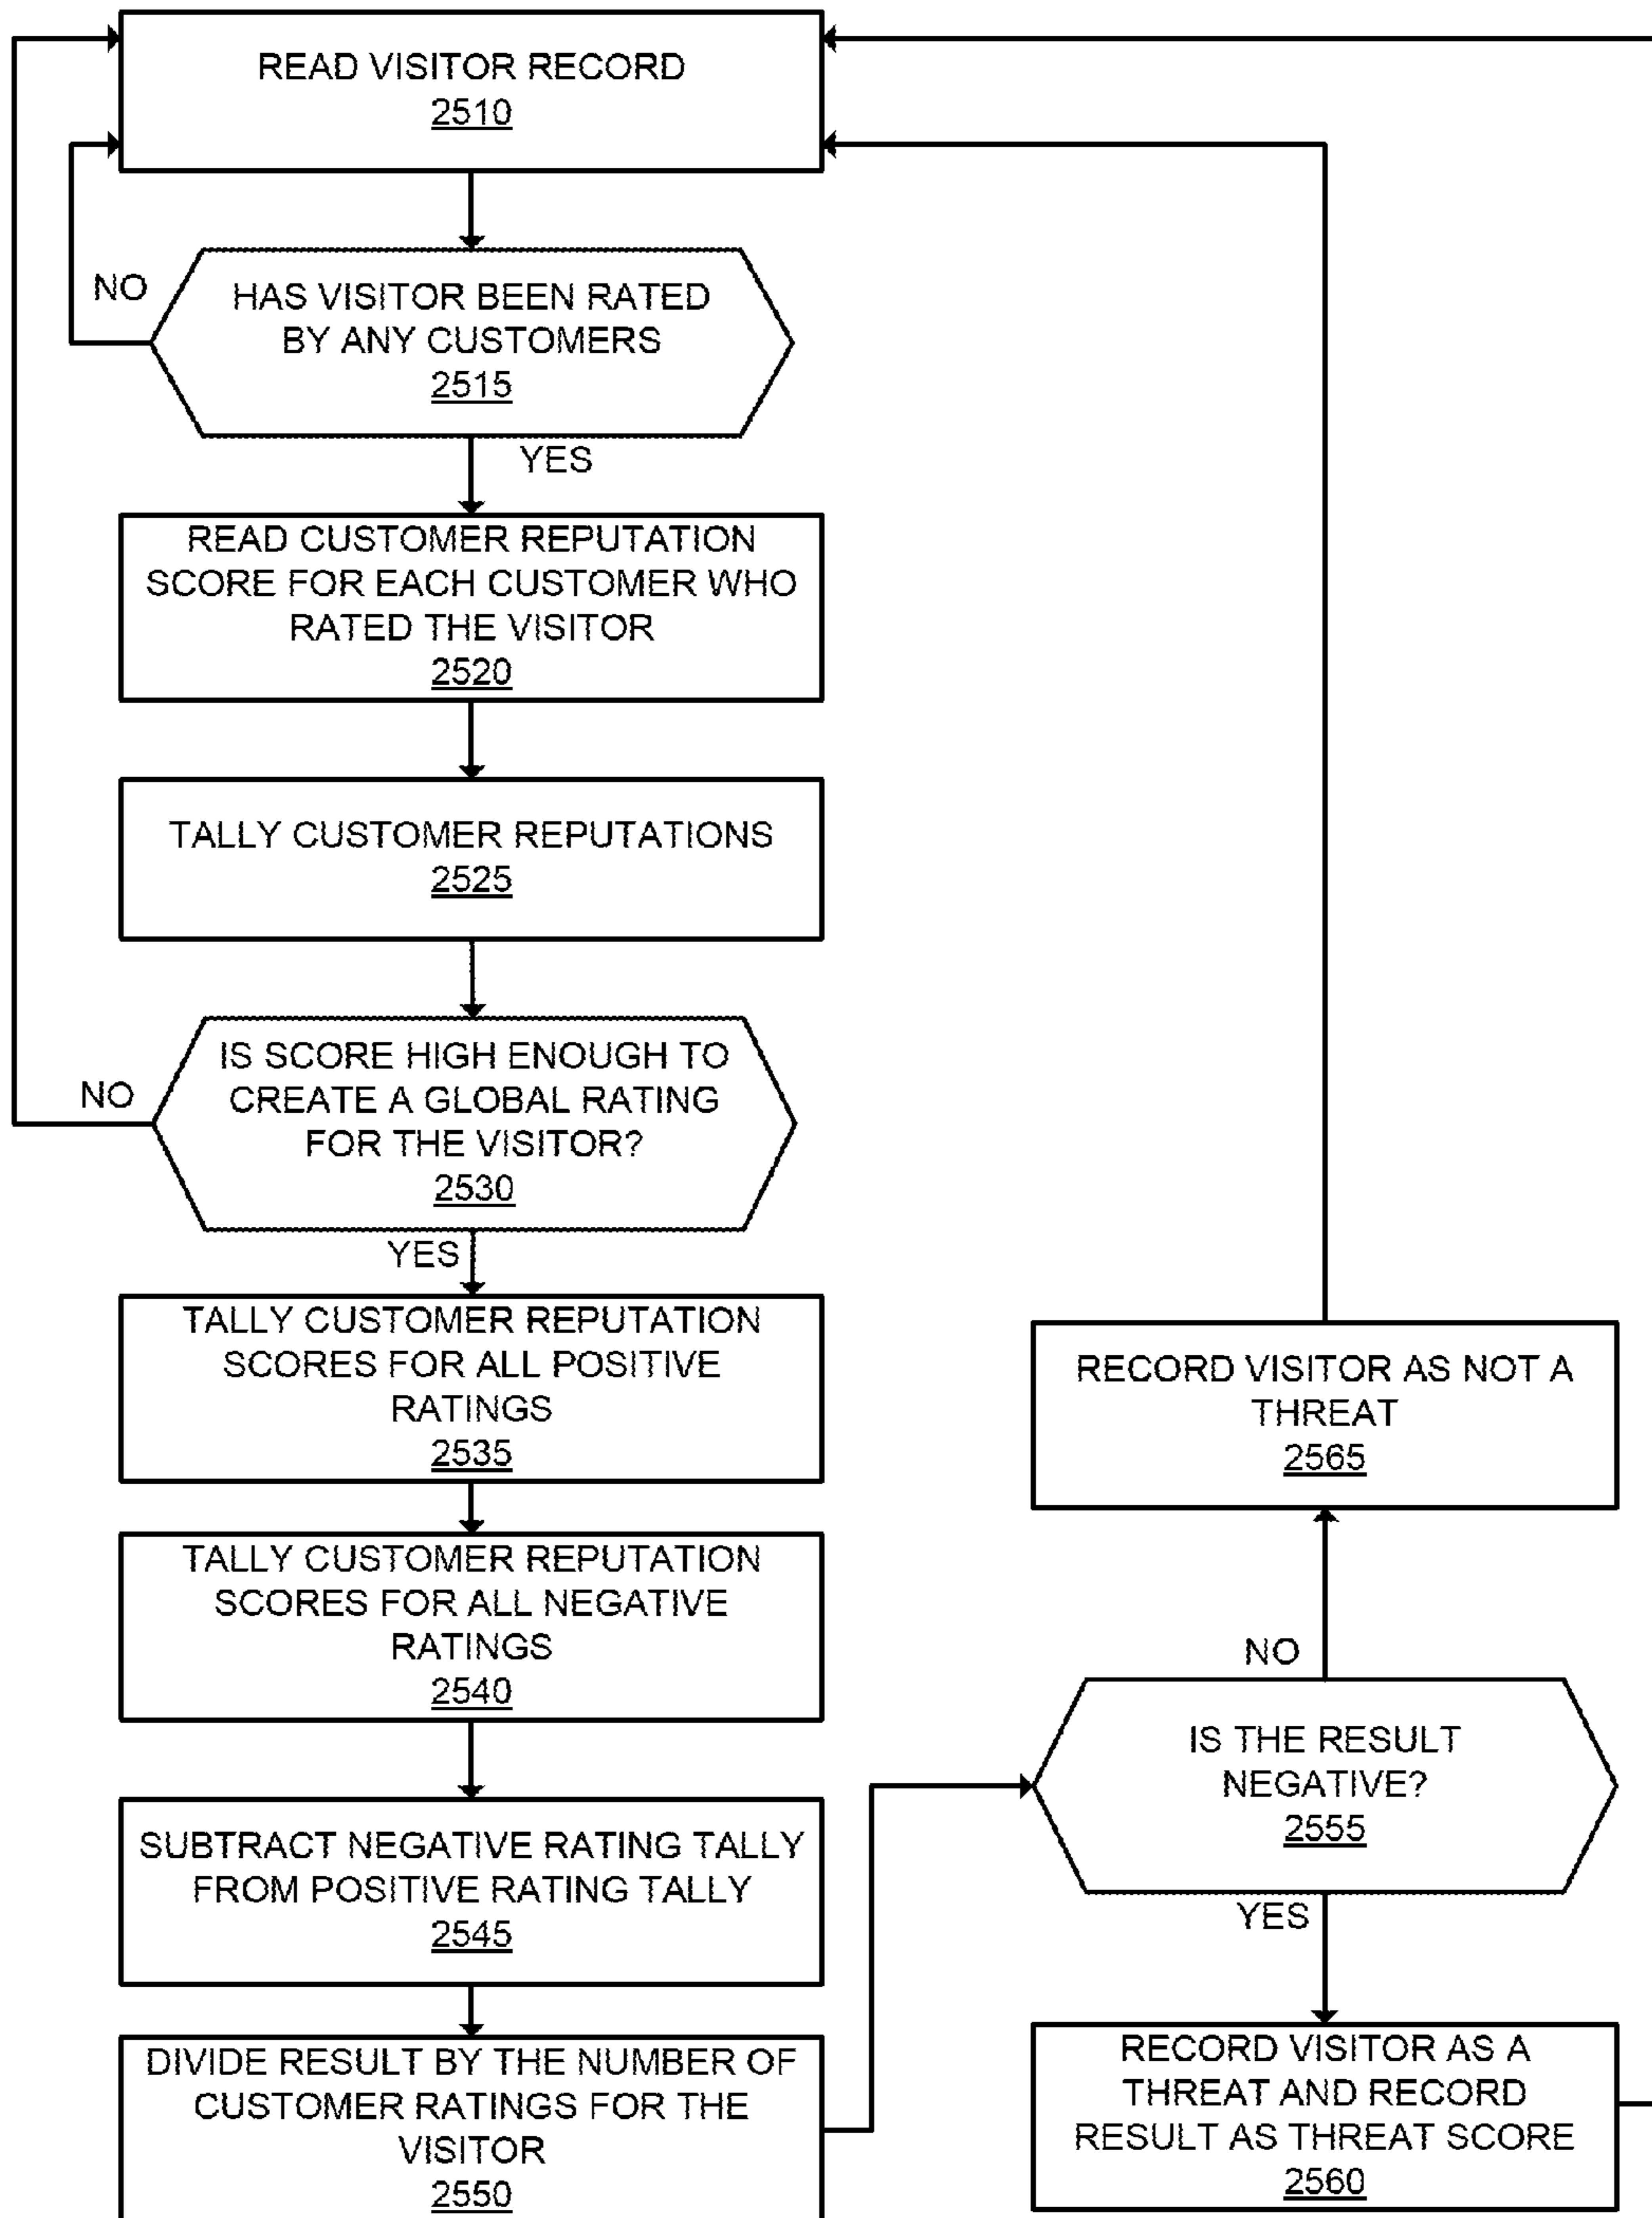 READ VISITOR RECORD
2510
NO
HAS VISITOR BEEN RATED
BY ANY CUSTOMERS
2515
YES
READ CUSTOMER REPUTATION
SCORE FOR EACH CUSTOMER WHO
RATED THE VISITOR
2520
TALLY CUSTOMER REPUTATIONS
2525
IS SCORE HIGH ENOUGH TO
CREATE A GLOBAL RATING
FOR THE VISITOR?
2530
NO
YES
TALLY CUSTOMER REPUTATION
SCORES FOR ALL POSITIVE
RATINGS
2535
TALLY CUSTOMER REPUTATION
SCORES FOR ALL NEGATIVE
RATINGS
2540
SUBTRACT NEGATIVE RATING TALLY
FROM POSITIVE RATING TALLY
2545
DIVIDE RESULT BY THE NUMBER OF
CUSTOMER RATINGS FOR THE
VISITOR
2550
RECORD VISITOR AS NOT A
THREAT
2565
NO
IS THE RESULT
NEGATIVE?
2555
YES
RECORD VISITOR AS A
THREAT AND RECORD
RESULT AS THREAT SCORE
2560